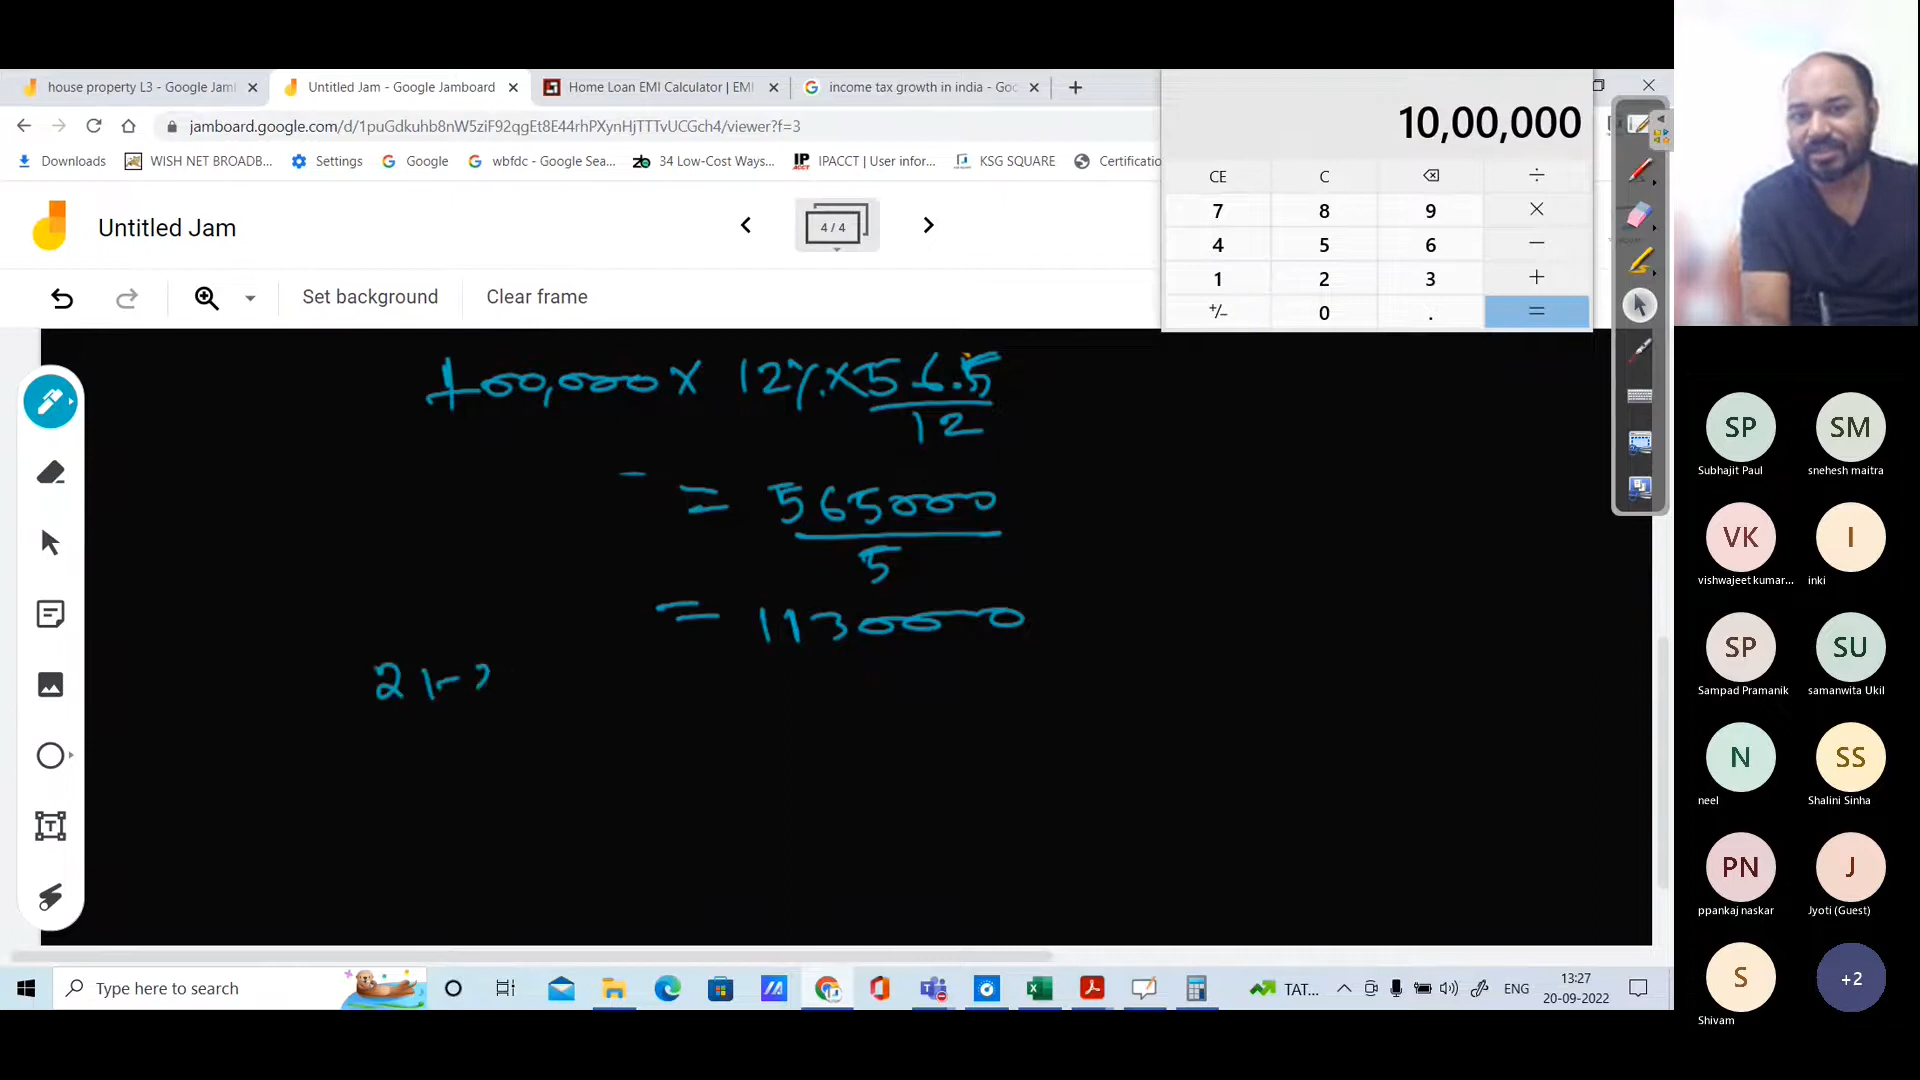 house property L3 - Google Jam
Untitled Jam - Google Jamboard
Home Loan EMI Calculator | EMI
income tax growth in india - Goo
jamboard.google.com/d/1puGdkuhb8nW5ziF92qgEt8E44rhPXynHjTTTvUCGch4/viewer?f=3
Downloads
WISH NET BROADB...
Settings
Google
wbfdc - Google Sea...
34 Low-Cost Ways...
IPACCT | User infor...
KSG SQUARE
Certificatio
10,00,000
CE C ÷
7 8 9 ×
4 5 6 −
1 2 3 +
+/- 0 . =
Untitled Jam
4 / 4
Set background
Clear frame
100,000 × 12% × 56.5
12
= 565000
5
= 1130000
Type here to search
TAT...
ENG
13:27
20-09-2022
SP SM
Subhajit Paul snehesh maitra
VK I
vishwajeet kumar... inki
SP SU
Sampad Pramanik samanwita Ukil
N SS
neel Shalini Sinha
PN J
ppankaj naskar Jyoti (Guest)
S +2
Shivam